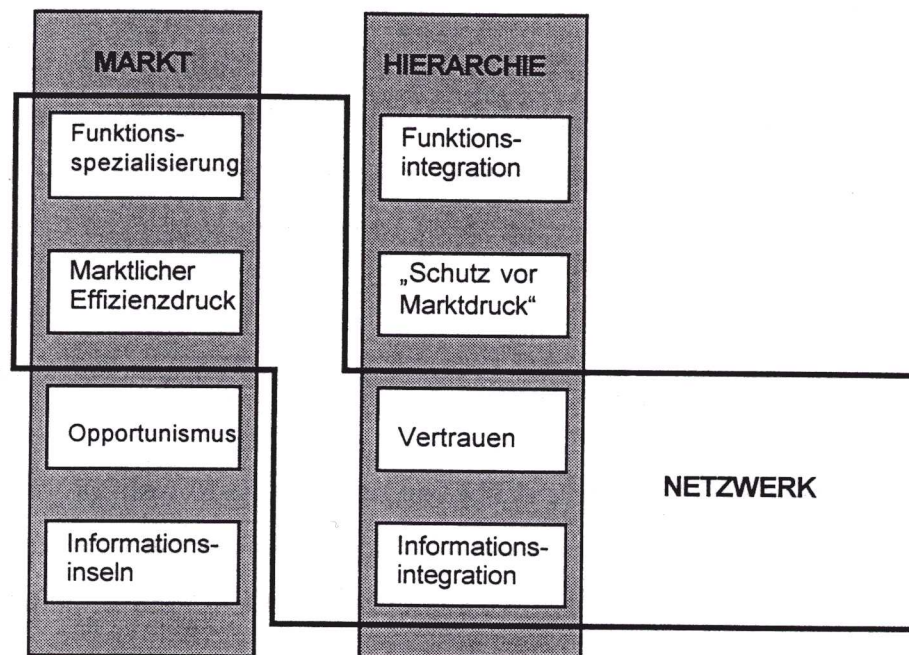 MARKT
Funktions-
spezialisierung
Marktlicher
Effizienzdruck
Opportunismus
Informations-
inseln
HIERARCHIE
Funktions-
integration
„Schutz vor
Marktdruck“
Vertrauen
Informations-
integration
NETZWERK